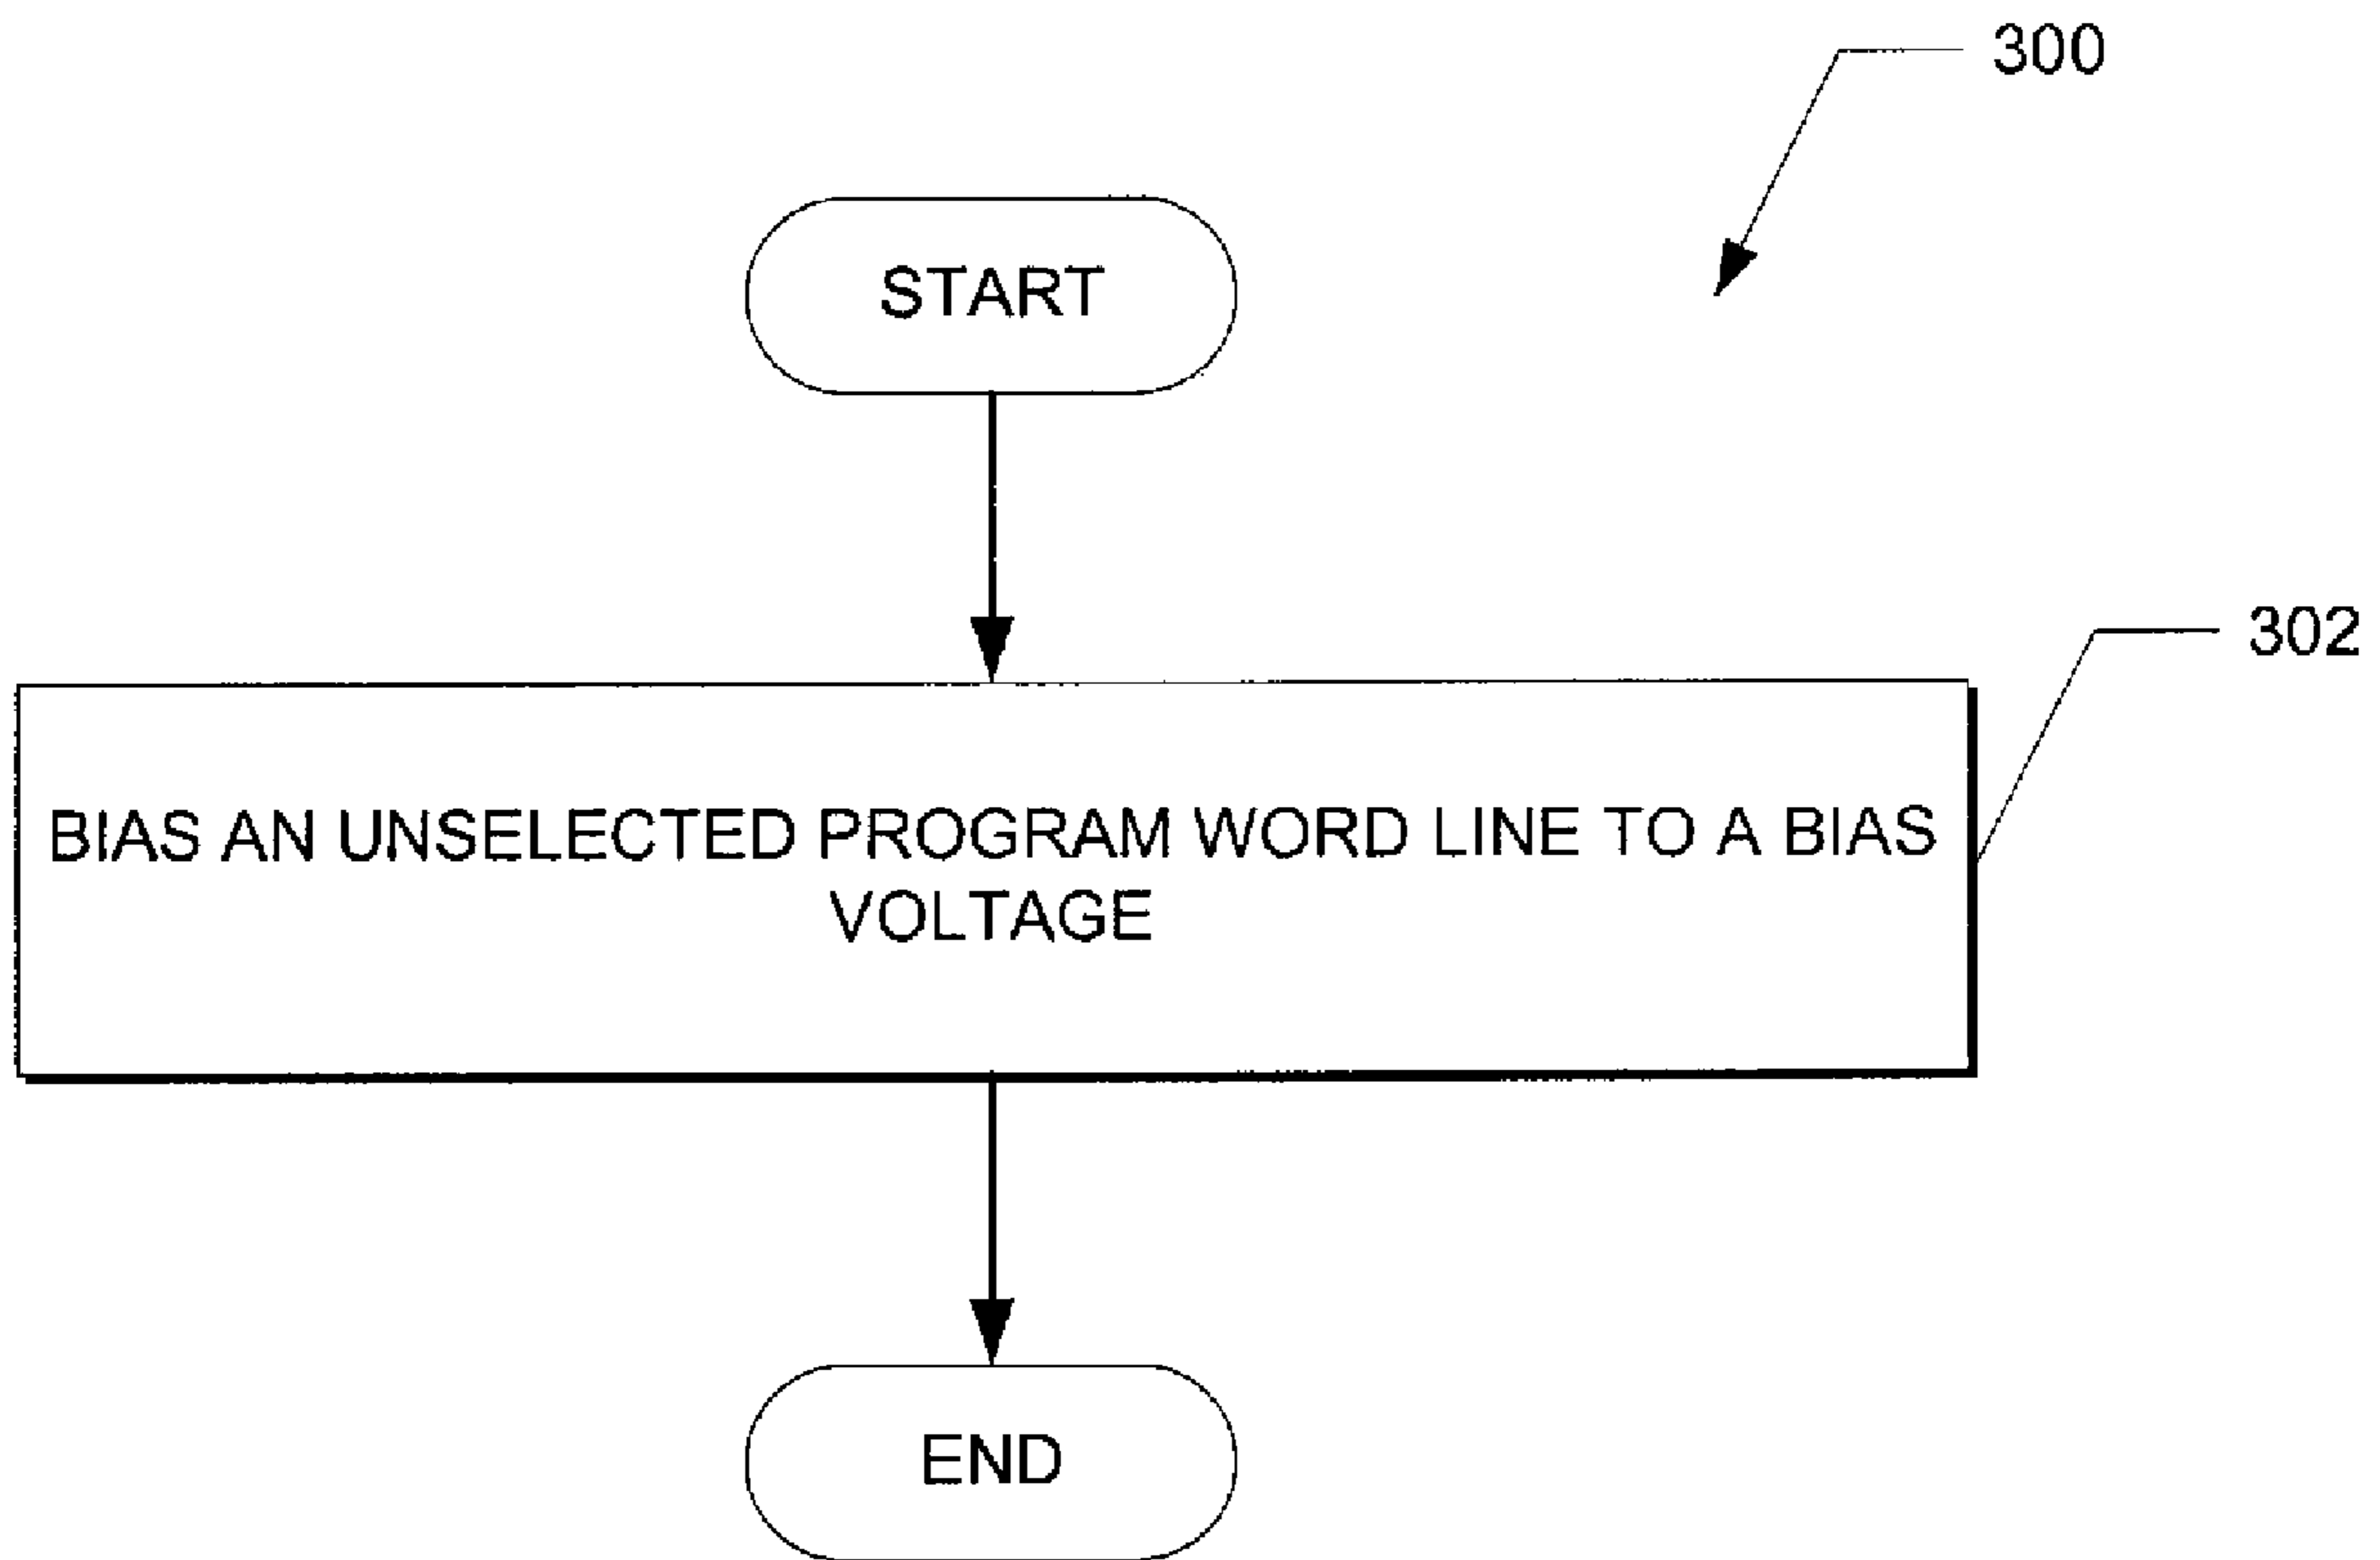 300
START
302
BIAS AN UNSELECTED PROGRAM WORD LINE TO A BIAS
VOLTAGE
END